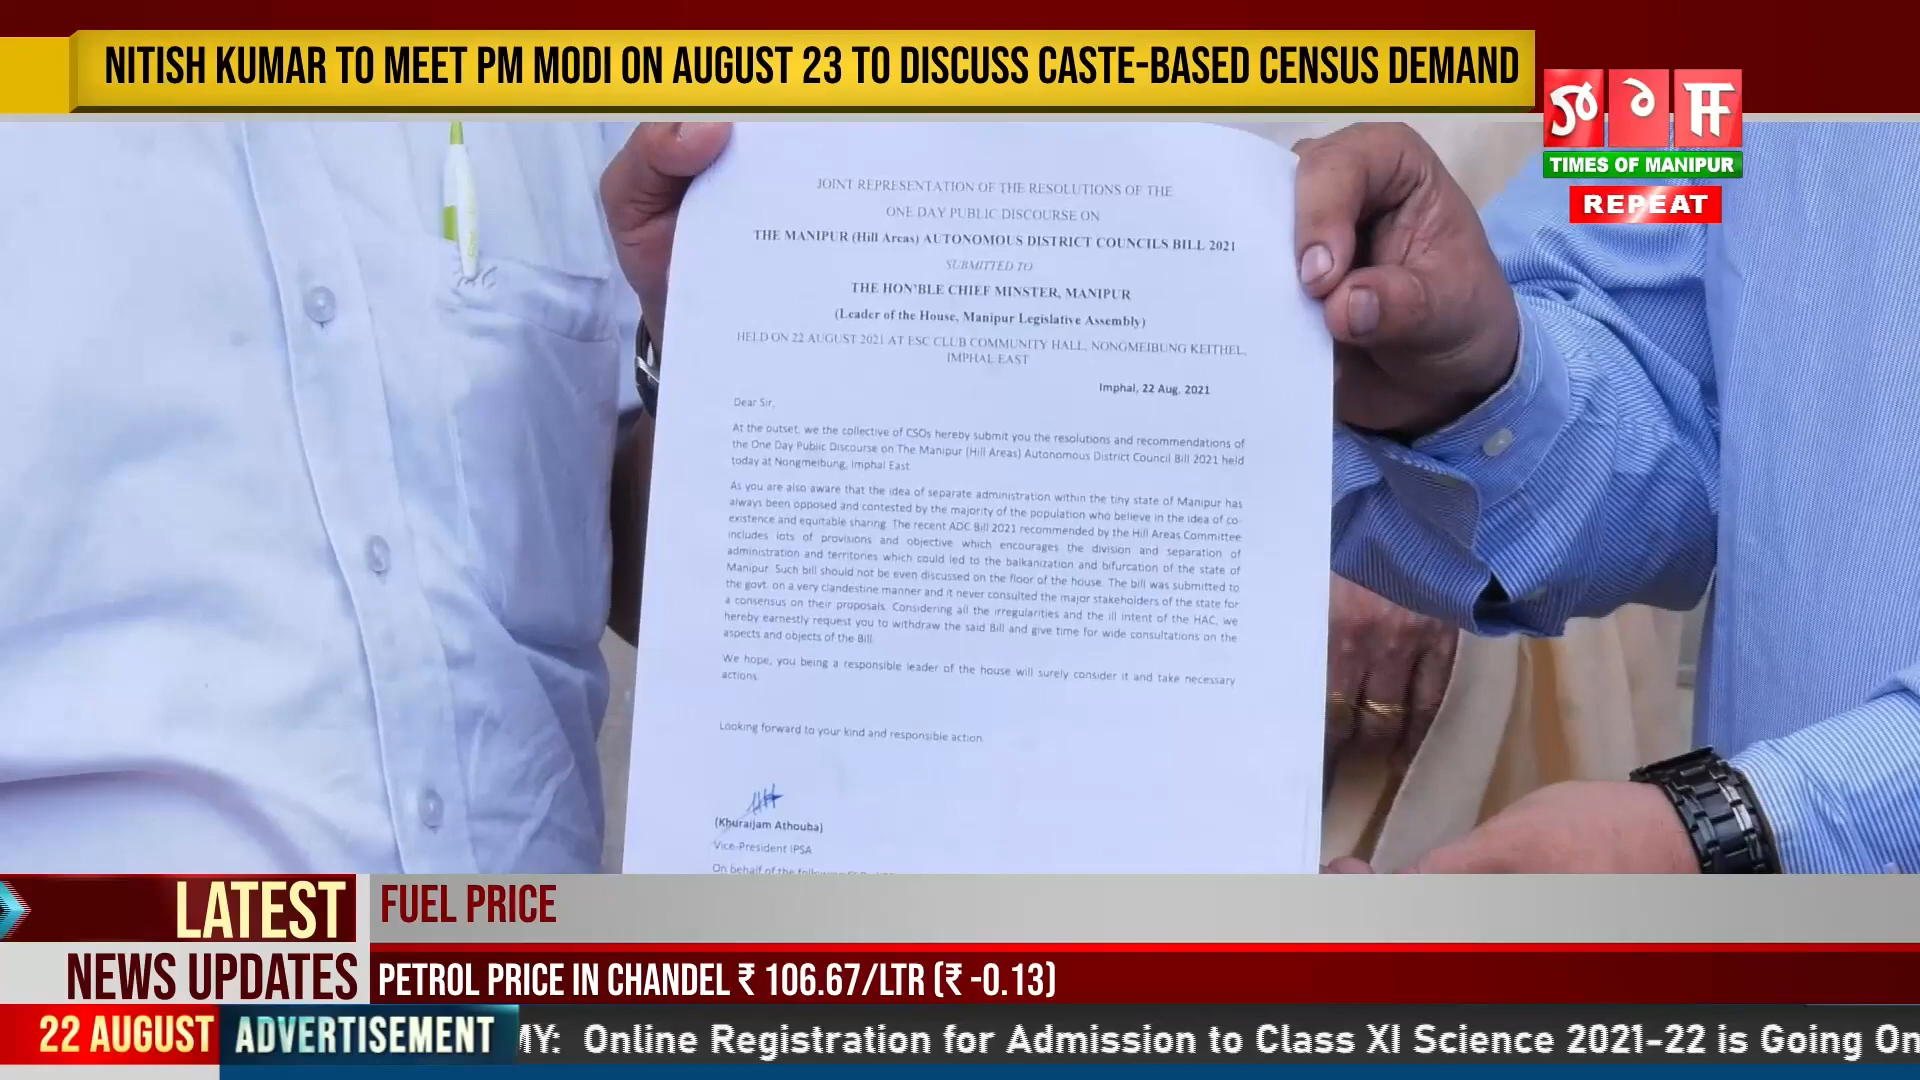 NITISH KUMAR TO MEET PM MODI ON AUGUST 23 TO DISCUSS CASTE-BASED CENSUS DEMAND
TIMES OF MANIPUR
REPEAT
JOINT REPRESENTATION OF THE RESOLUTIONS OF THE
ONE DAY PUBLIC DISCOURSE ON
THE MANIPUR (Hill Areas) AUTONOMOUS DISTRICT COUNCILS BILL 2021
SUBMITTED TO
THE HON'BLE CHIEF MINSTER, MANIPUR
(Leader of the House, Manipur Legislative Assembly)
HELD ON 22 AUGUST 2021 AT ESC CLUB COMMUNITY HALL, NONGMEIBUNG KEITHEL,
IMPHAL EAST
Imphal, 22 Aug. 2021
Dear Sir,
At the outset, we the collective of CSOs hereby submit you the resolutions and recommendations of
the One Day Public Discourse on The Manipur (Hill Areas) Autonomous District Council Bill 2021 held
today at Nongmeibung, Imphal East.
As you are also aware that the idea of separate administration within the tiny state of Manipur has
always been opposed and contested by the majority of the population who believe in the idea of co-
existence and equitable sharing. The recent ADC Bill 2021 recommended by the Hill Areas Committee
includes lots of provisions and objective which encourages the division and separation of
administration and territories which could led to the balkanization and bifurcation of the state of
Manipur. Such bill should not be even discussed on the floor of the house. The bill was submitted to
the govt. on a very clandestine manner and it never consulted the major stakeholders of the state for
a consensus on their proposals. Considering all the irregularities and the ill intent of the HAC, we
hereby earnestly request you to withdraw the said Bill and give time for wide consultations on the
aspects and objects of the Bill.
We hope, you being a responsible leader of the house will surely consider it and take necessary
actions.
Looking forward to your kind and responsible action.
(Khuraijam Athouba)
Vice-President IPSA
On behalf of the following
LATEST
NEWS UPDATES
FUEL PRICE
PETROL PRICE IN CHANDEL ₹ 106.67/LTR (₹ -0.13)
22 AUGUST
ADVERTISEMENT
MY: Online Registration for Admission to Class XI Science 2021-22 is Going On